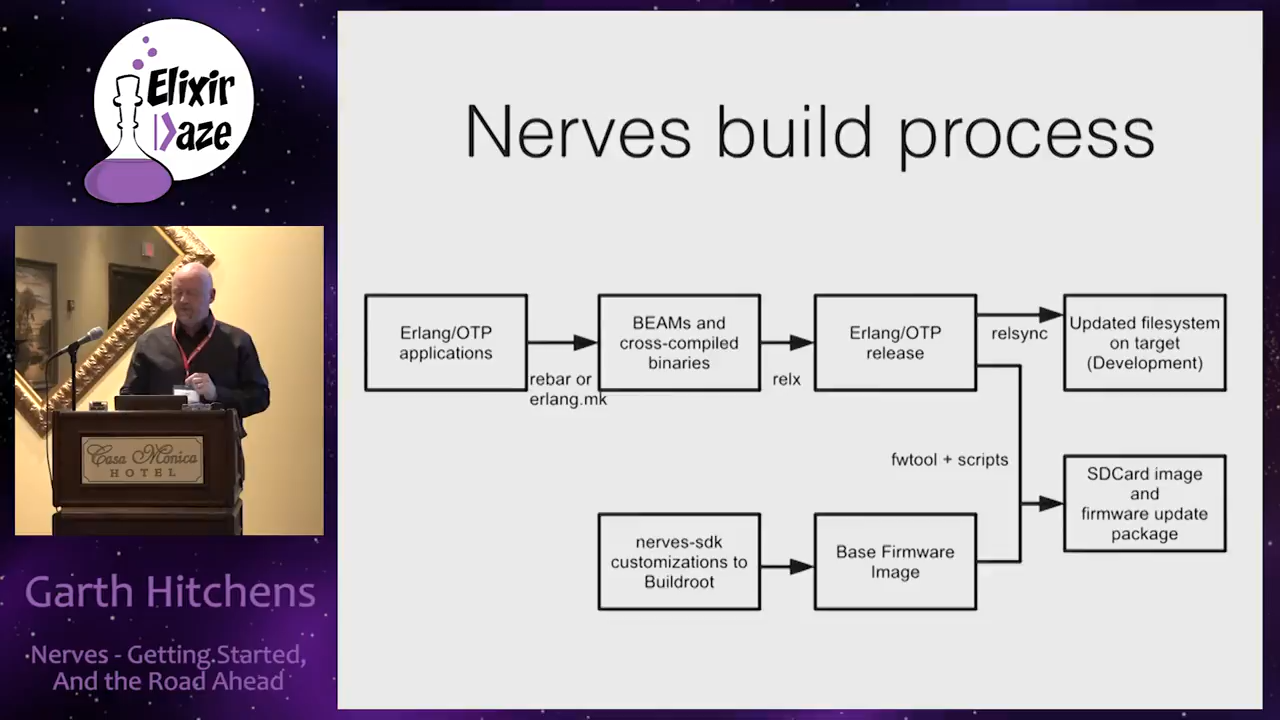 Elixir
Daze
Casa Monica
HOTEL
Garth Hitchens
Nerves - Getting Started,
And the Road Ahead
Nerves build process
Erlang/OTP
applications
rebar or
erlang.mk
BEAMs and
cross-compiled
binaries
relx
Erlang/OTP
release
relsync
Updated filesystem
on target
(Development)
fwtool + scripts
nerves-sdk
customizations to
Buildroot
Base Firmware
Image
SDCard image
and
firmware update
package